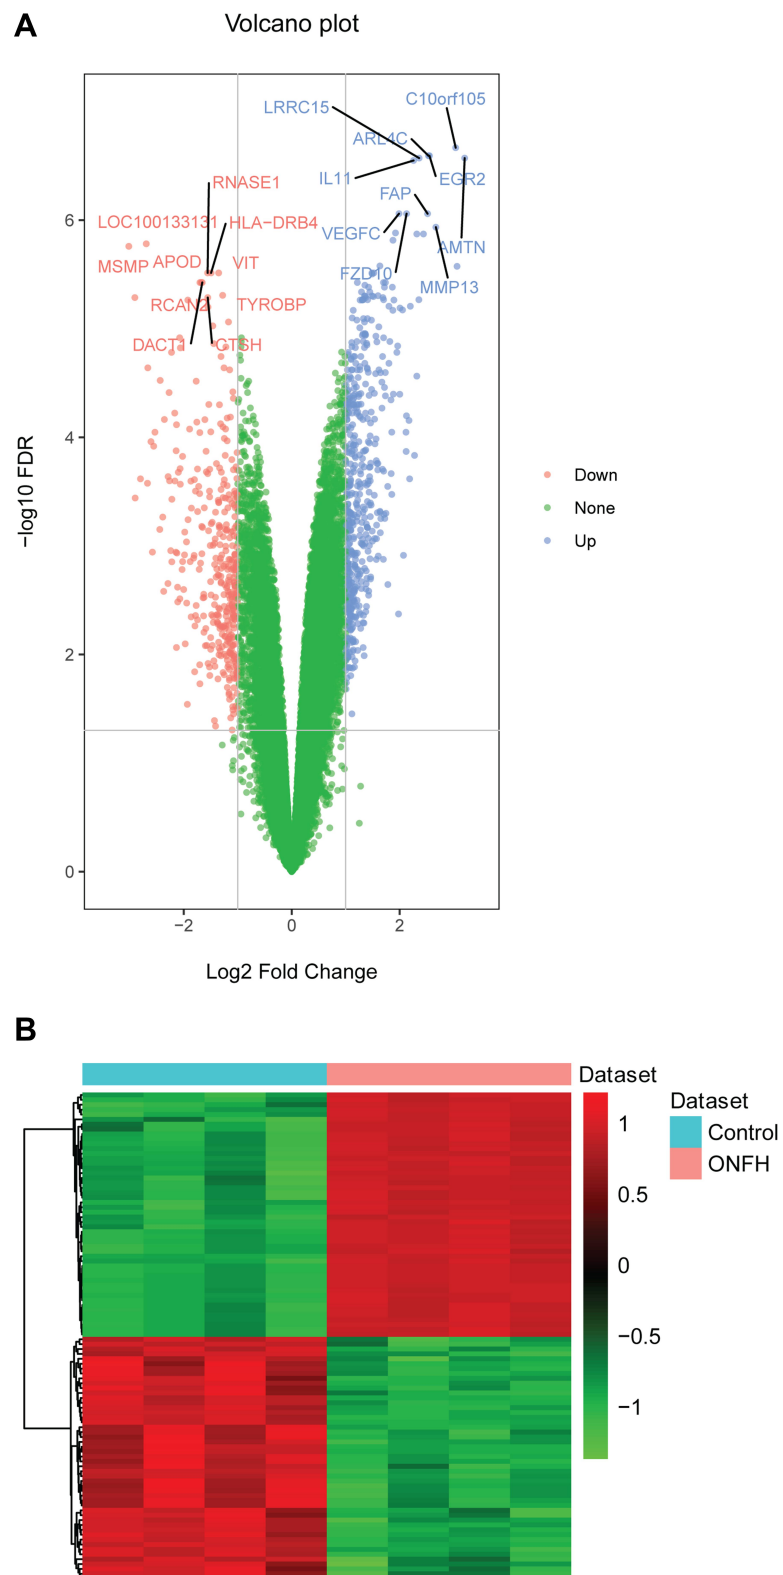 A
Volcano plot
C10orf105
LRRC15
ARL4C
IL11
EGR2
RNASE1
FAP
LOC100133131
HLA−DRB4
VEGFC
AMTN
6
MSMP
APOD
VIT
FZD10
MMP13
RCAN2
TYROBP
DACT1
CTSH
4
2
0
−log10 FDR
−2
0
2
Log2 Fold Change
Down
None
Up
B
Dataset
Dataset
Control
ONFH
1
0.5
0
−0.5
−1